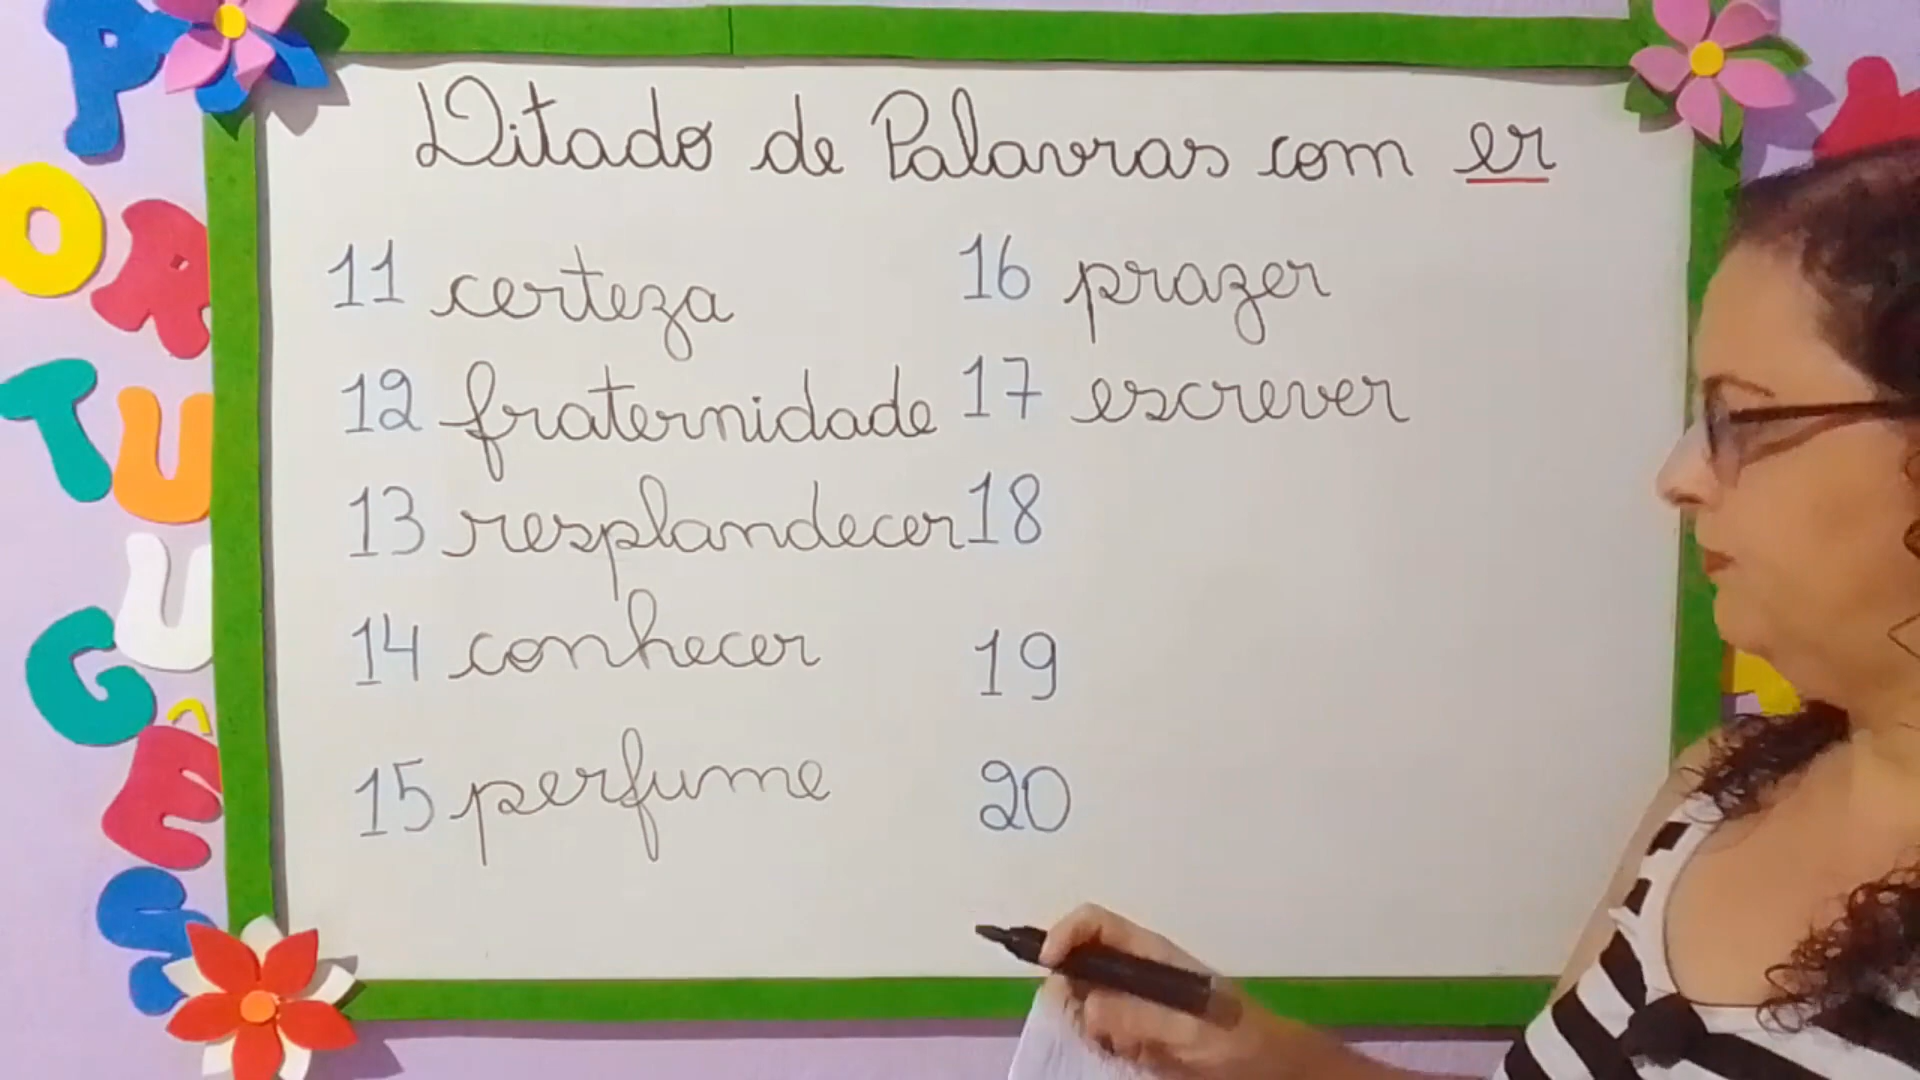 Ditado de Palavras com er
11 certeza
12 fraternidade
13 resplandecer
14 conhecer
15 perfume
16 prazer
17 escrever
18
19
20
PORTUGUÊS